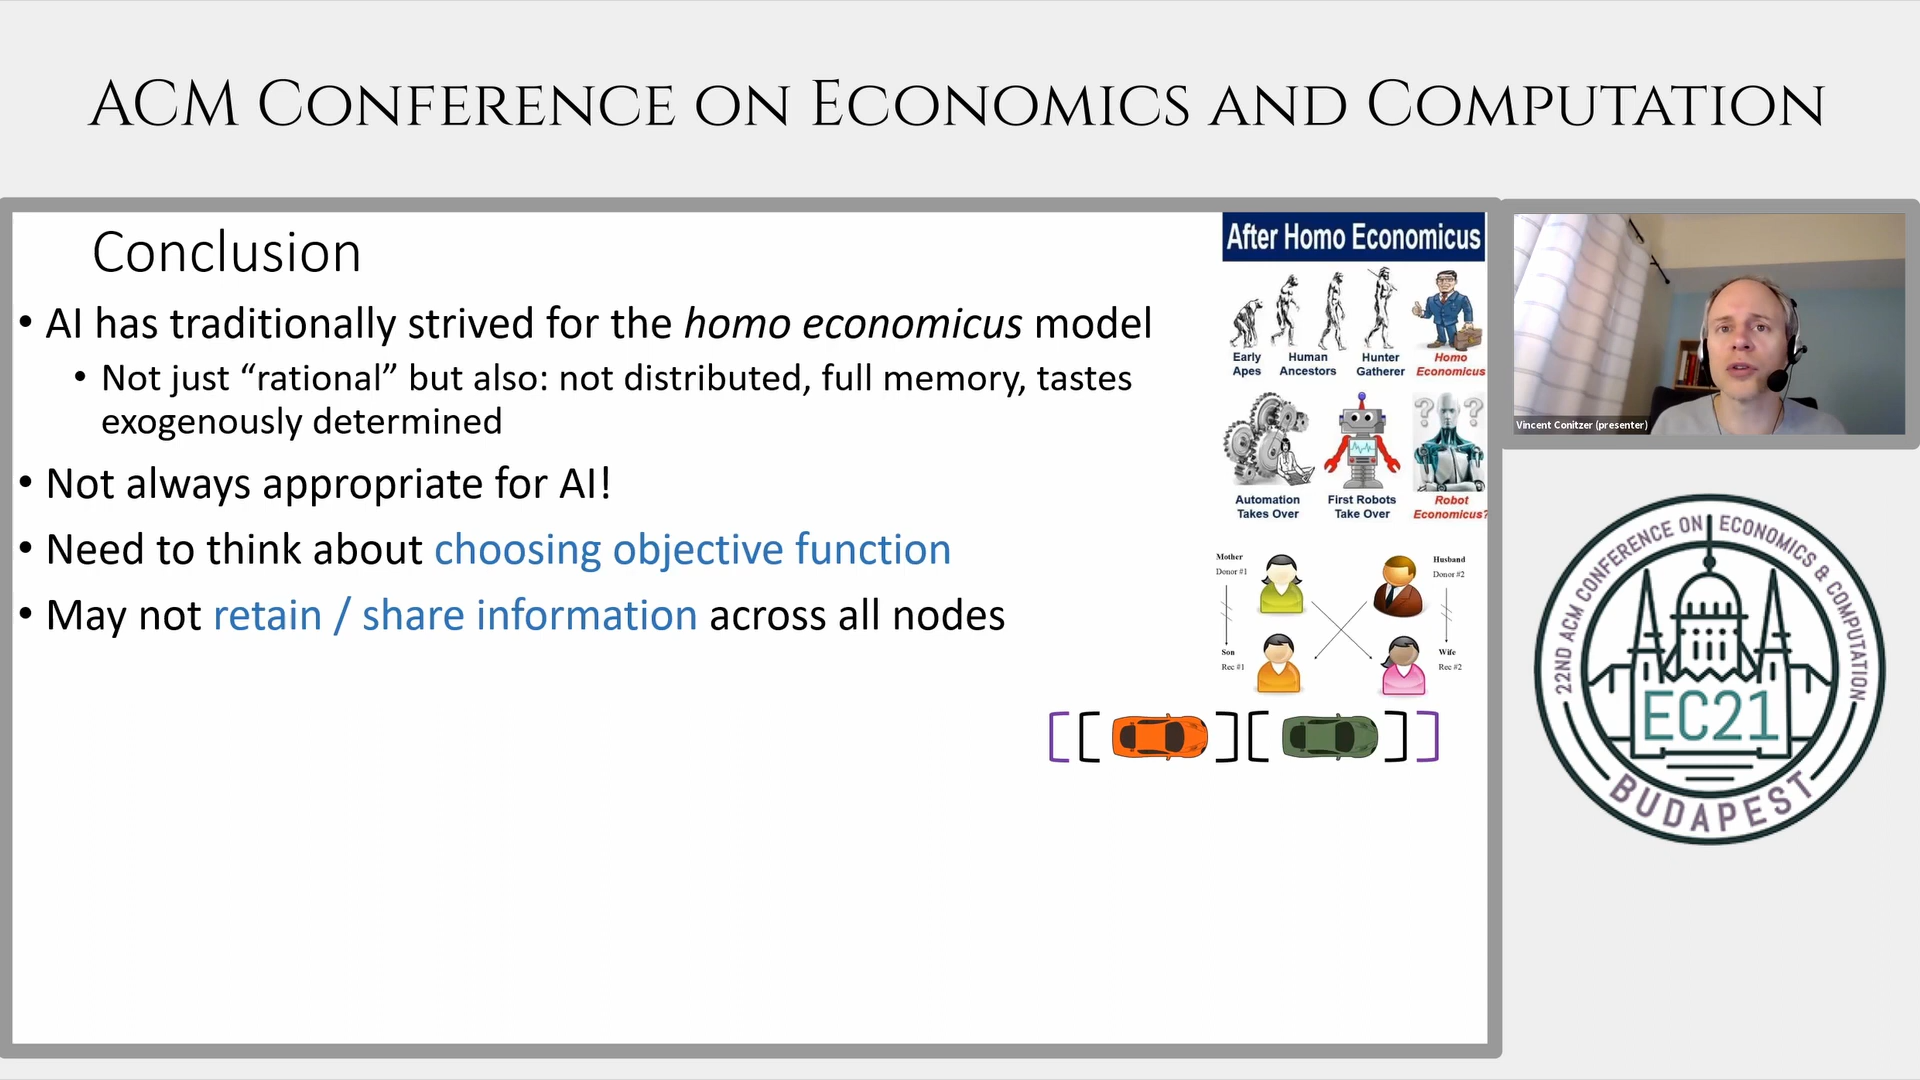 ACM Conference on Economics and Computation
Conclusion
• AI has traditionally strived for the homo economicus model
• Not just “rational” but also: not distributed, full memory, tastes
exogenously determined
• Not always appropriate for AI!
• Need to think about choosing objective function
• May not retain / share information across all nodes
After Homo Economicus
Early
Apes
Human
Ancestors
Hunter
Gatherer
Homo
Economicus
? ?
Automation
Takes Over
First Robots
Take Over
Robot
Economicus?
Mother
Donor #1
Husband
Donor #2
Son
Rec #1
Wife
Rec #2
[ [ ] [ ] ]
Vincent Conitzer (presenter)
22ND ACM CONFERENCE ON ECONOMICS & COMPUTATION
EC21
BUDAPEST